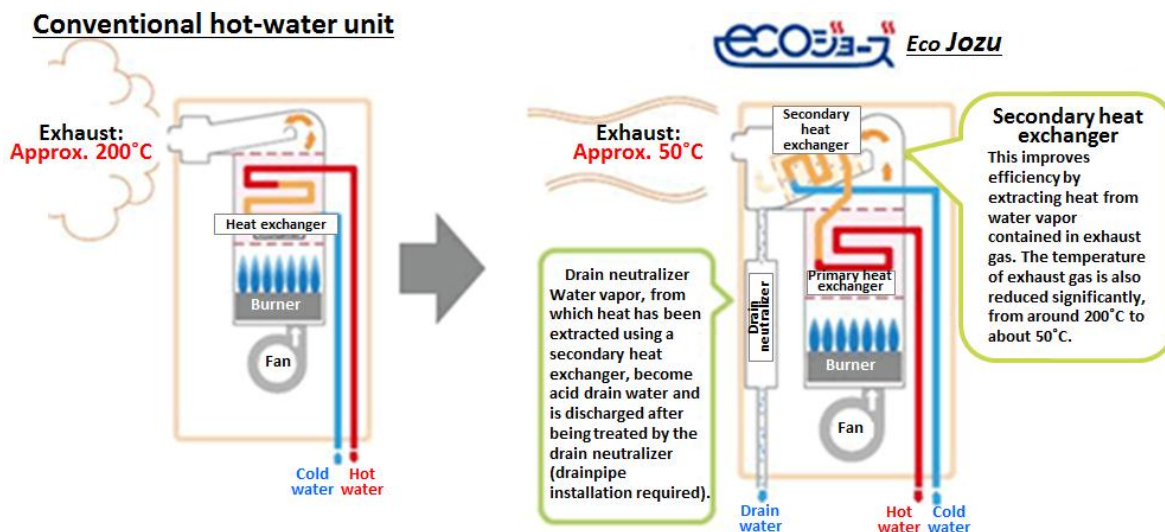 Conventional hot-water unit
Exhaust:
Approx. 200˚C
Heat exchanger
Burner
Fan
Cold
water
Hot
water
ecoジョーズ
Eco Jozu
Exhaust:
Approx. 50˚C
Secondary
heat
exchanger
Primary heat
exchanger
Drain
neutralizer
Burner
Fan
Drain
water
Hot
water
Cold
water
Drain neutralizer
Water vapor, from
which heat has been
extracted using a
secondary heat
exchanger, become
acid drain water and
is discharged after
being treated by the
drain neutralizer
(drainpipe
installation required).
Secondary heat
exchanger
This improves
efficiency by
extracting heat from
water vapor
contained in exhaust
gas. The temperature
of exhaust gas is also
reduced significantly,
from around 200˚C to
about 50˚C.